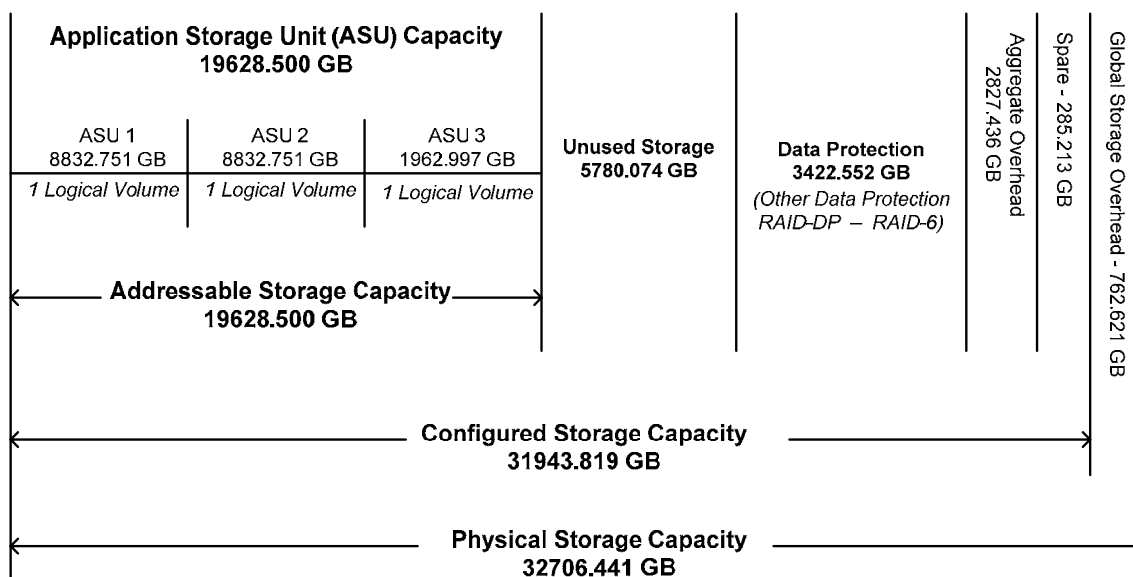 Application Storage Unit (ASU) Capacity
19628.500 GB
ASU 1
8832.751 GB
1 Logical Volume
ASU 2
8832.751 GB
1 Logical Volume
ASU 3
1962.997 GB
1 Logical Volume
Addressable Storage Capacity
19628.500 GB
Unused Storage
5780.074 GB
Data Protection
3422.552 GB
(Other Data Protection
RAID-DP – RAID-6)
Aggregate Overhead
2827.436 GB
Spare - 285.213 GB
Global Storage Overhead - 762.621 GB
Configured Storage Capacity
31943.819 GB
Physical Storage Capacity
32706.441 GB